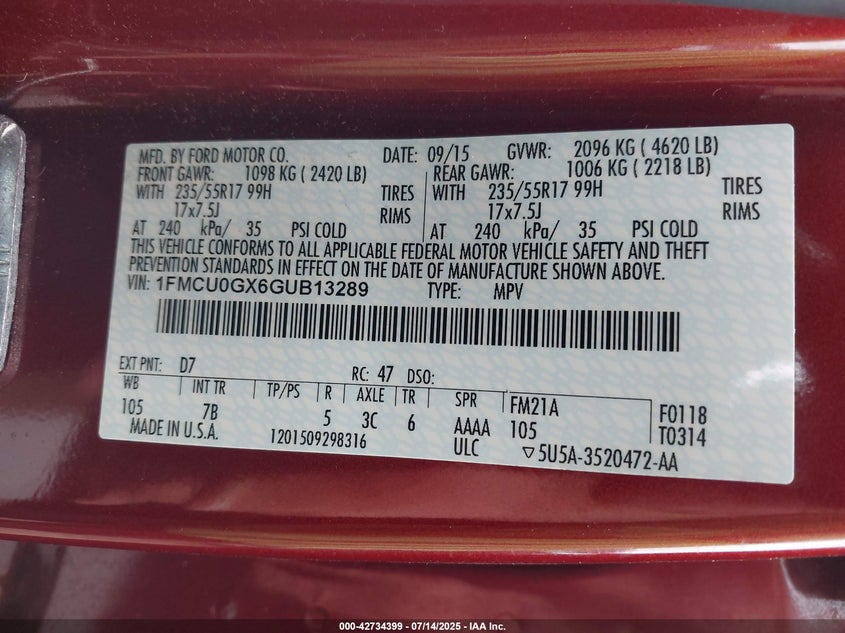 MFD. BY FORD MOTOR CO. DATE: 09/15 GVWR: 2096 KG ( 4620 LB)
FRONT GAWR: 1098 KG ( 2420 LB) REAR GAWR: 1006 KG ( 2218 LB)
WITH 235/55R17 99H TIRES WITH 235/55R17 99H TIRES
17x7.5J RIMS 17x7.5J RIMS
AT 240 kPa/ 35 PSI COLD AT 240 kPa/ 35 PSI COLD
THIS VEHICLE CONFORMS TO ALL APPLICABLE FEDERAL MOTOR VEHICLE SAFETY AND THEFT
PREVENTION STANDARDS IN EFFECT ON THE DATE OF MANUFACTURE SHOWN ABOVE.
VIN: 1FMCU0GX6GUB13289 TYPE: MPV
EXT PNT: D7 RC: 47 DSO:
WB INT TR TP/PS R AXLE TR SPR FM21A F0118
105 7B 5 3C 6 AAAA 105 T0314
MADE IN U.S.A. 1201509298316 ULC ▽5U5A-3520472-AA
000-42734399 - 07/14/2025 - IAA Inc.